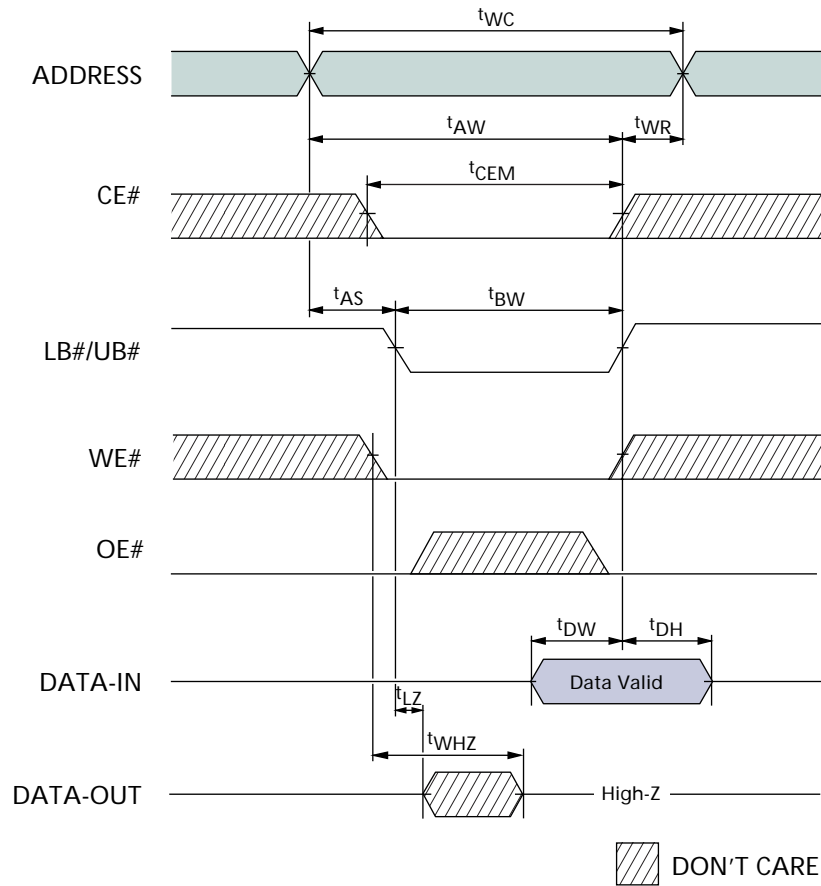 tWC
ADDRESS
tAW
tWR
tCEM
CE#
tAS
tBW
LB#/UB#
WE#
OE#
tDW
tDH
DATA-IN
Data Valid
tLZ
tWHZ
DATA-OUT
High-Z
DON'T CARE